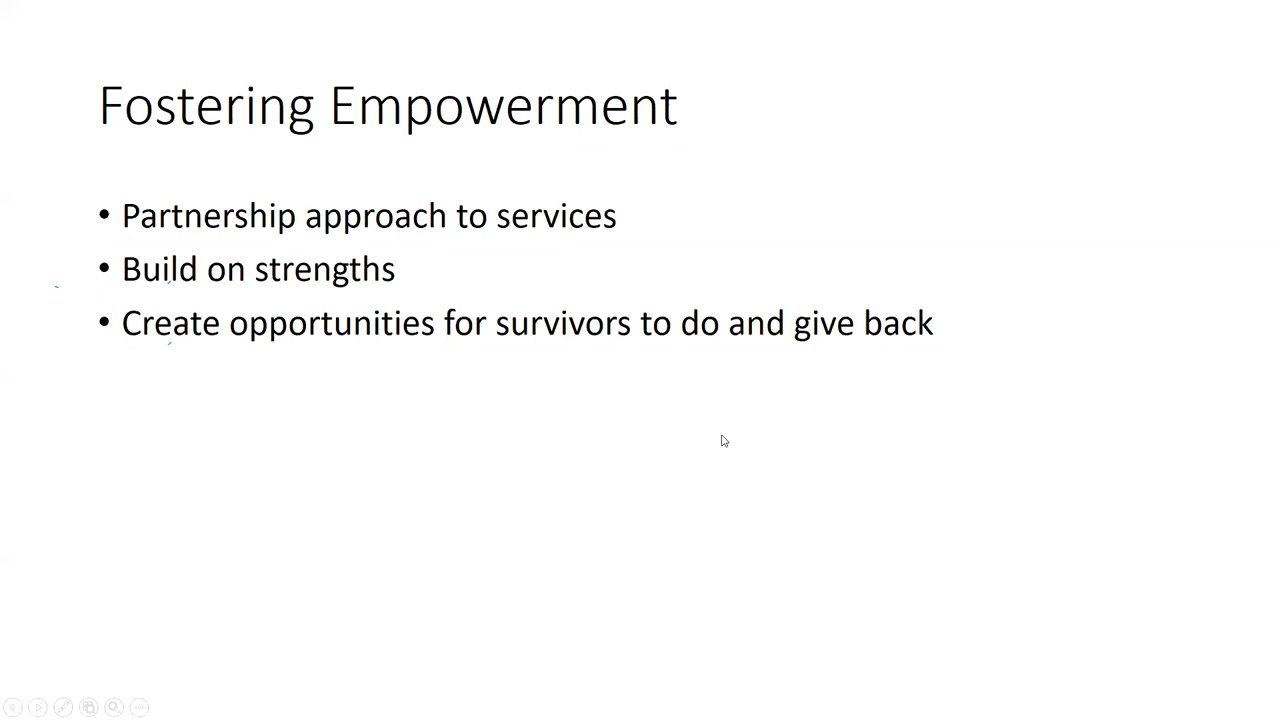 Fostering Empowerment
• Partnership approach to services
• Build on strengths
• Create opportunities for survivors to do and give back